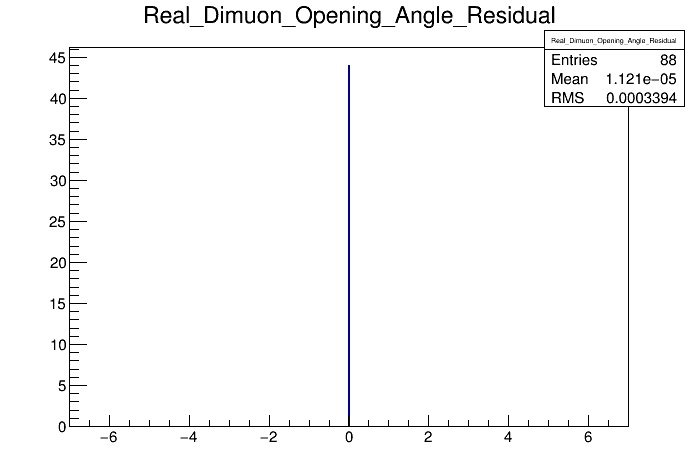 Real_Dimuon_Opening_Angle_Residual
Real_Dimuon_Opening_Angle_Residual
Entries 88
Mean 1.121e−05
RMS 0.0003394
45
40
35
30
25
20
15
10
5
0
−6 −4 −2 0 2 4 6